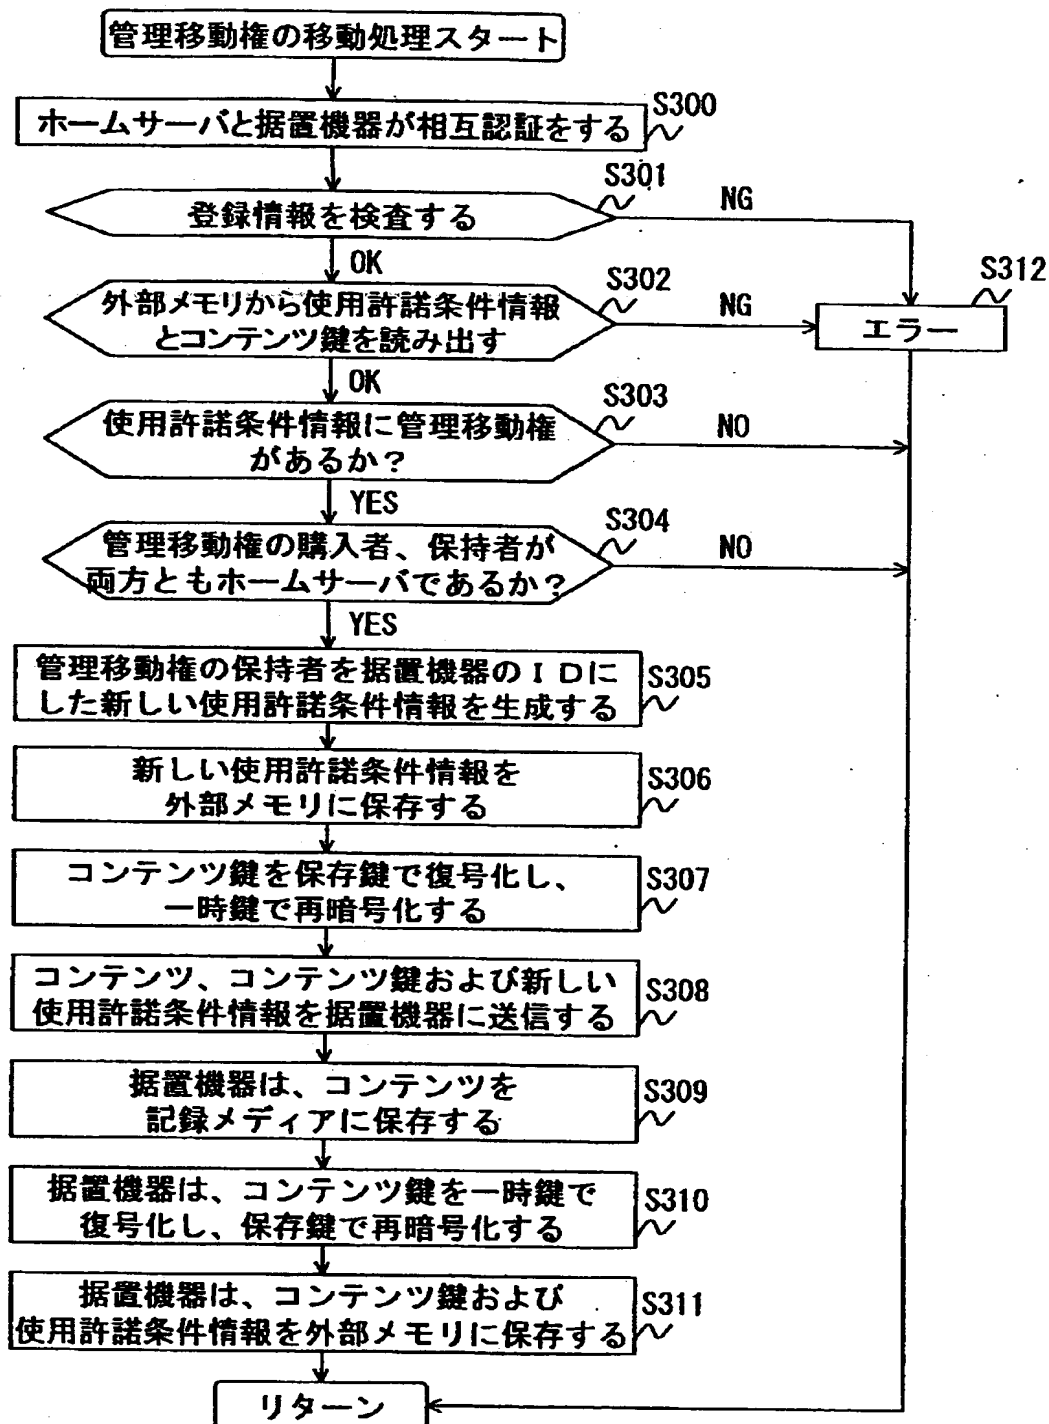 管理移動権の移動処理スタート
ホームサーバと据置機器が相互認証をする
S300
登録情報を検査する
S301
NG
OK
外部メモリから使用許諾条件情報
とコンテンツ鍵を読み出す
S302
NG
S312
エラー
OK
使用許諾条件情報に管理移動権
があるか?
S303
NO
YES
管理移動権の購入者、保持者が
両方ともホームサーバであるか?
S304
NO
YES
管理移動権の保持者を据置機器のIDに
した新しい使用許諾条件情報を生成する
S305
新しい使用許諾条件情報を
外部メモリに保存する
S306
コンテンツ鍵を保存鍵で復号化し、
一時鍵で再暗号化する
S307
コンテンツ、コンテンツ鍵および新しい
使用許諾条件情報を据置機器に送信する
S308
据置機器は、コンテンツを
記録メディアに保存する
S309
据置機器は、コンテンツ鍵を一時鍵で
復号化し、保存鍵で再暗号化する
S310
据置機器は、コンテンツ鍵および
使用許諾条件情報を外部メモリに保存する
S311
リターン